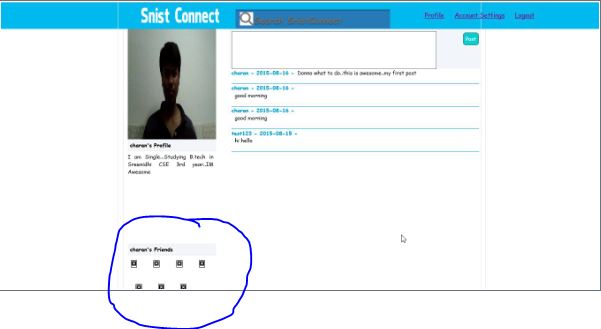 Snist Connect
Search SnistConnect
Profile Account Settings Logout
Post
charan - 2015-08-16 - Donno what to do..this is awesome..my first post
charan - 2015-08-16 -
good morning
charan - 2015-08-16 -
good morning
test123 - 2015-08-15 -
hi hello
charan's Profile
I am Single..Studying B.tech in
Sreenidhi CSE 3rd year..IM
Awesome
charan's Friends